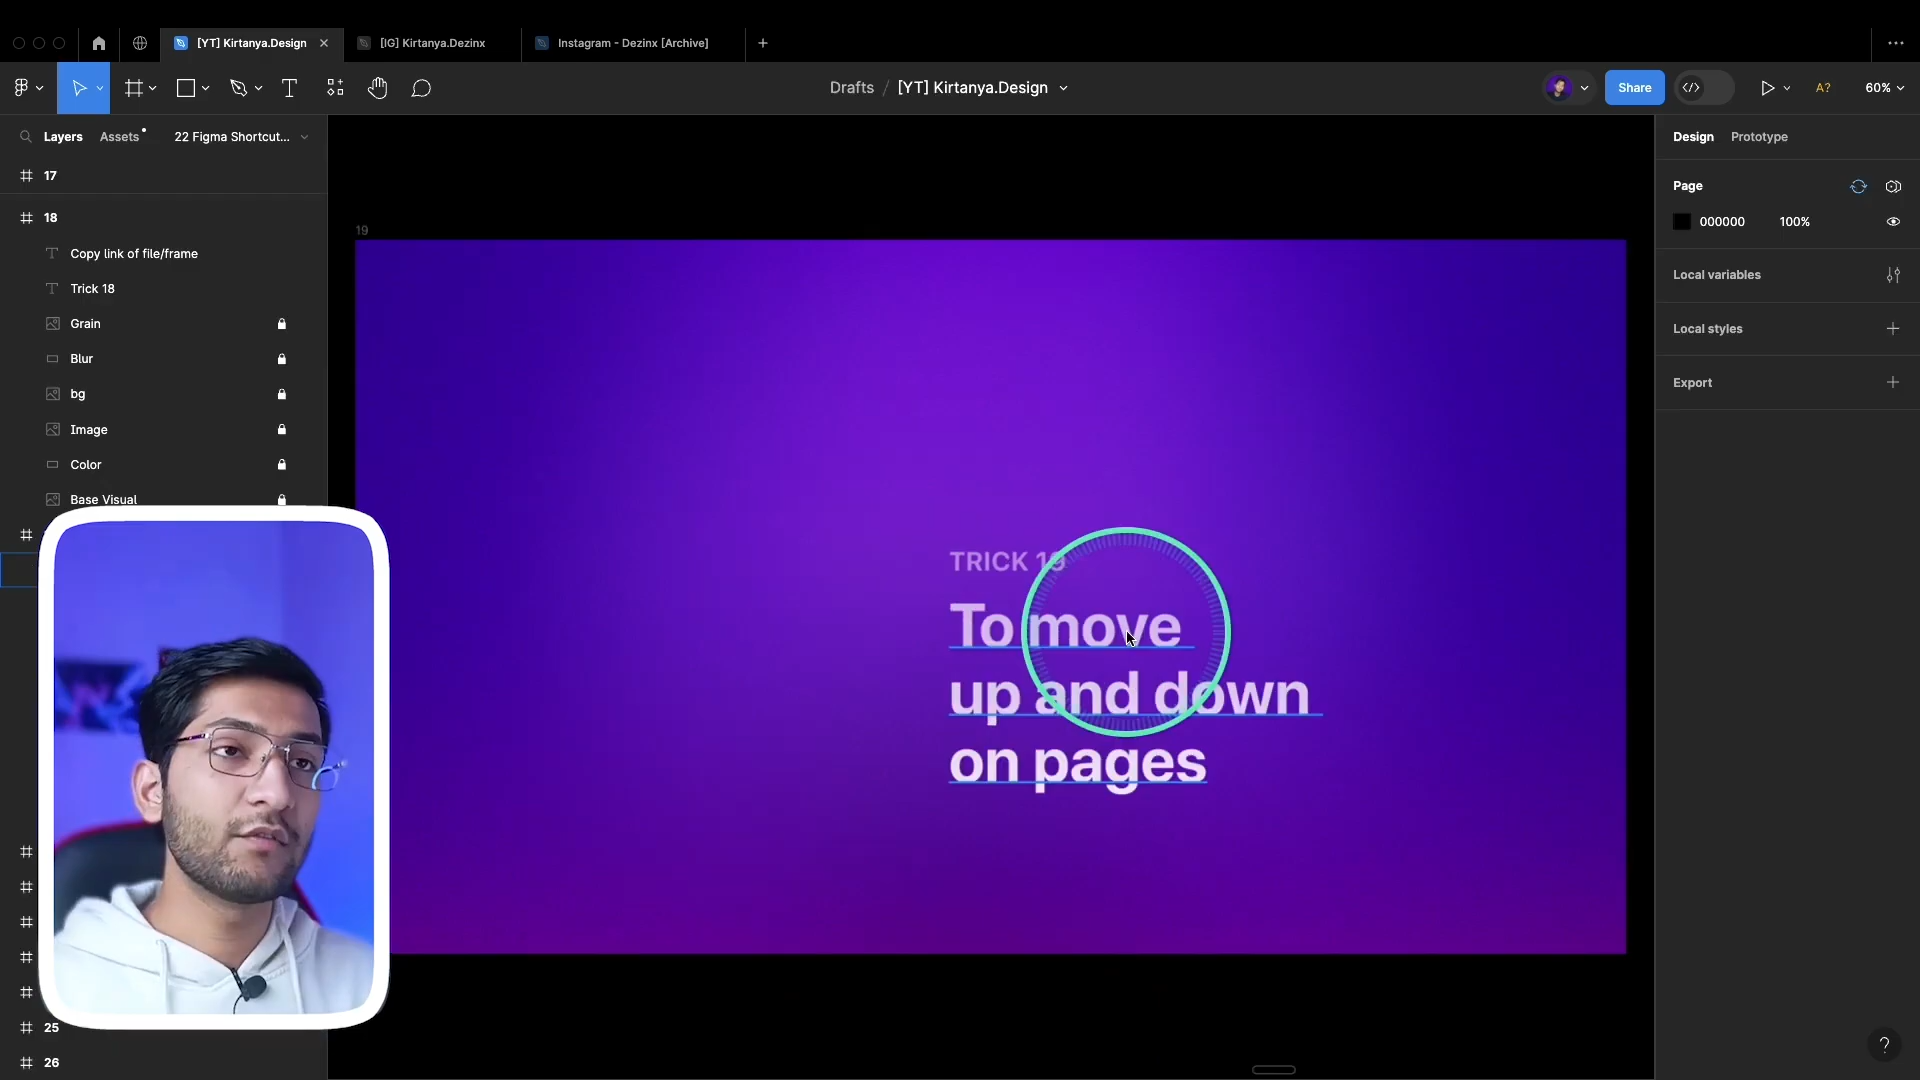 [YT] Kirtanya.Design
[IG] Kirtanya.Dezinx
Instagram - Dezinx [Archive]
Drafts / [YT] Kirtanya.Design
Share
A?
60%
Layers
Assets
22 Figma Shortcut...
Design
Prototype
17
18
Copy link of file/frame
Trick 18
Grain
Blur
bg
Image
Color
Base Visual
25
26
19
TRICK 19
To move
up and down
on pages
Page
000000
100%
Local variables
Local styles
Export
?